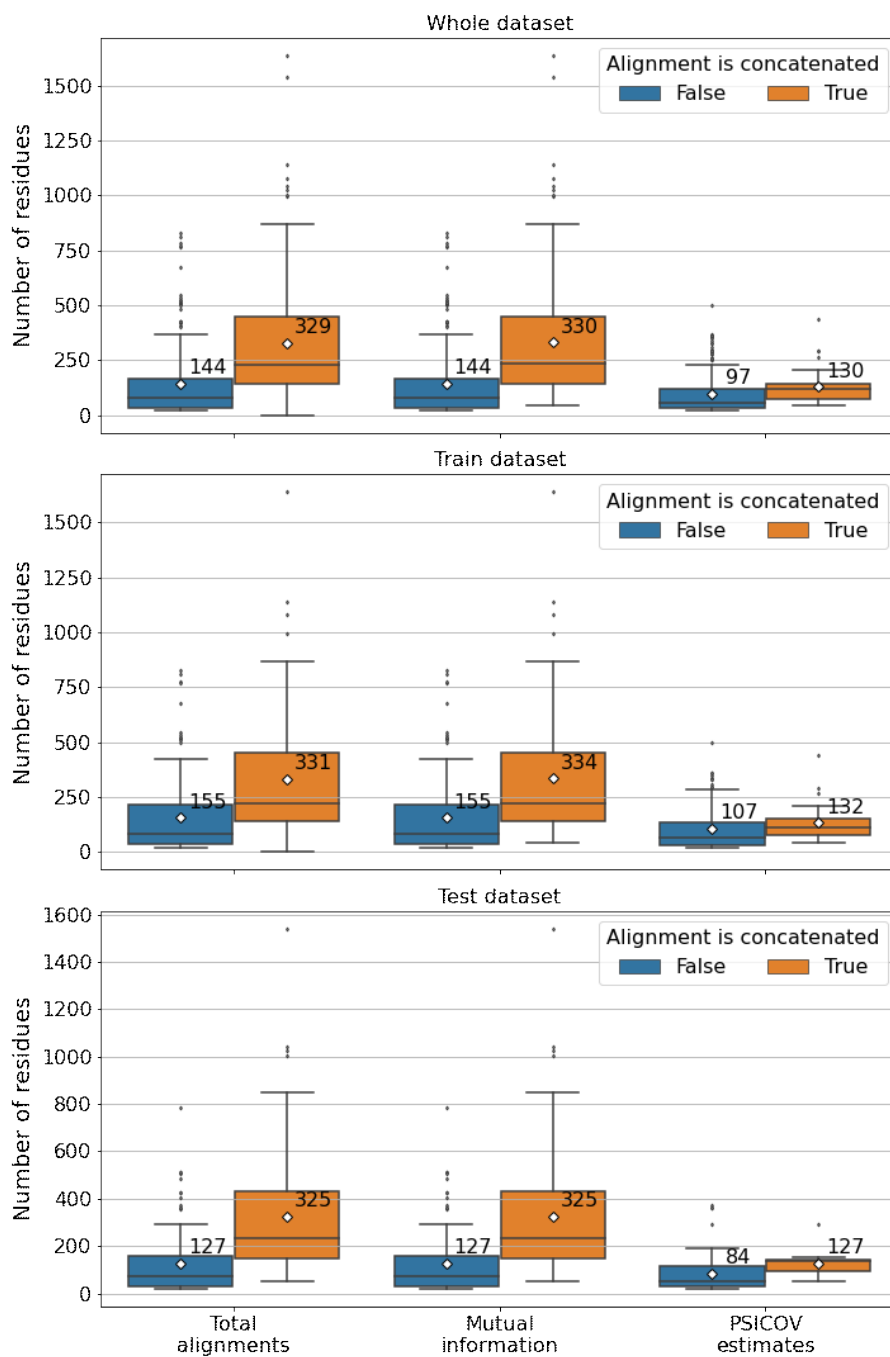 Whole dataset
Number of residues
1500
1250
1000
750
500
250
0
Alignment is concatenated
False True
144 329 144 330 97 130
Train dataset
Number of residues
1500
1250
1000
750
500
250
0
Alignment is concatenated
False True
155 331 155 334 107 132
Test dataset
Number of residues
1600
1400
1200
1000
800
600
400
200
0
Alignment is concatenated
False True
127 325 127 325 84 127
Total
alignments
Mutual
information
PSICOV
estimates